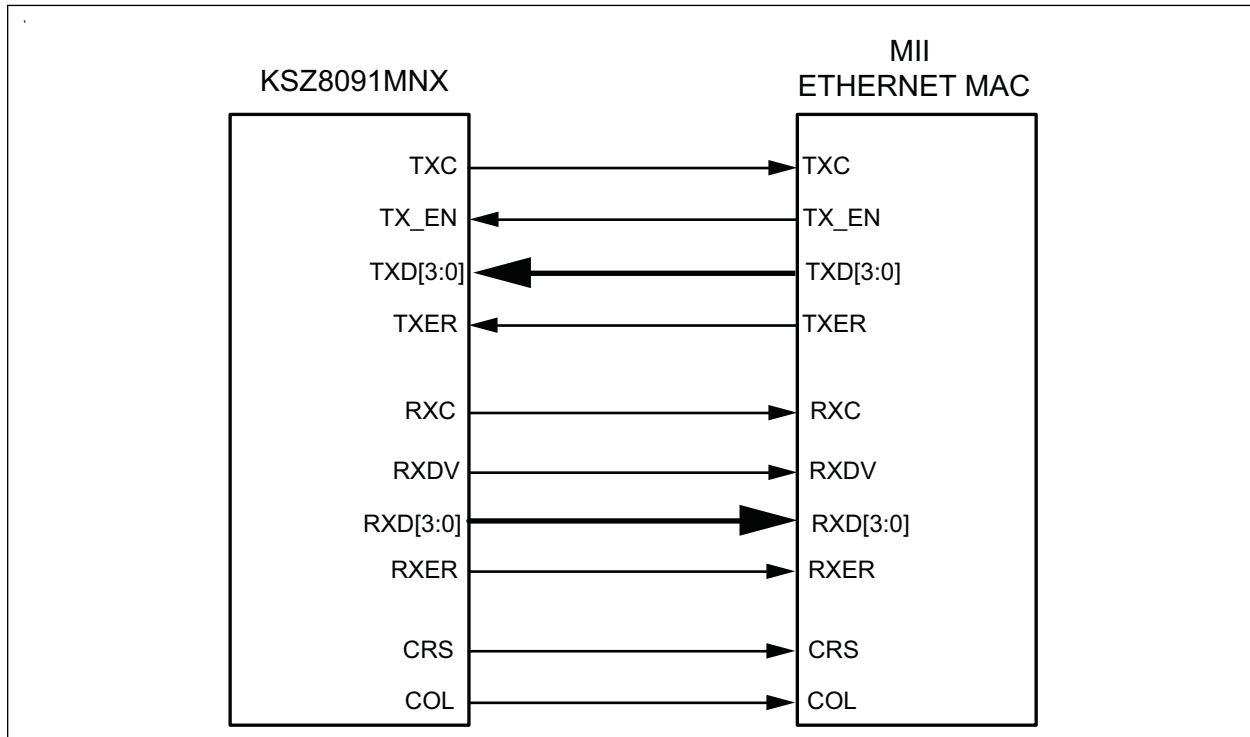 KSZ8091MNX
MII
ETHERNET MAC
TXC
TXC
TX_EN
TX_EN
TXD[3:0]
TXD[3:0]
TXER
TXER
RXC
RXC
RXDV
RXDV
RXD[3:0]
RXD[3:0]
RXER
RXER
CRS
CRS
COL
COL